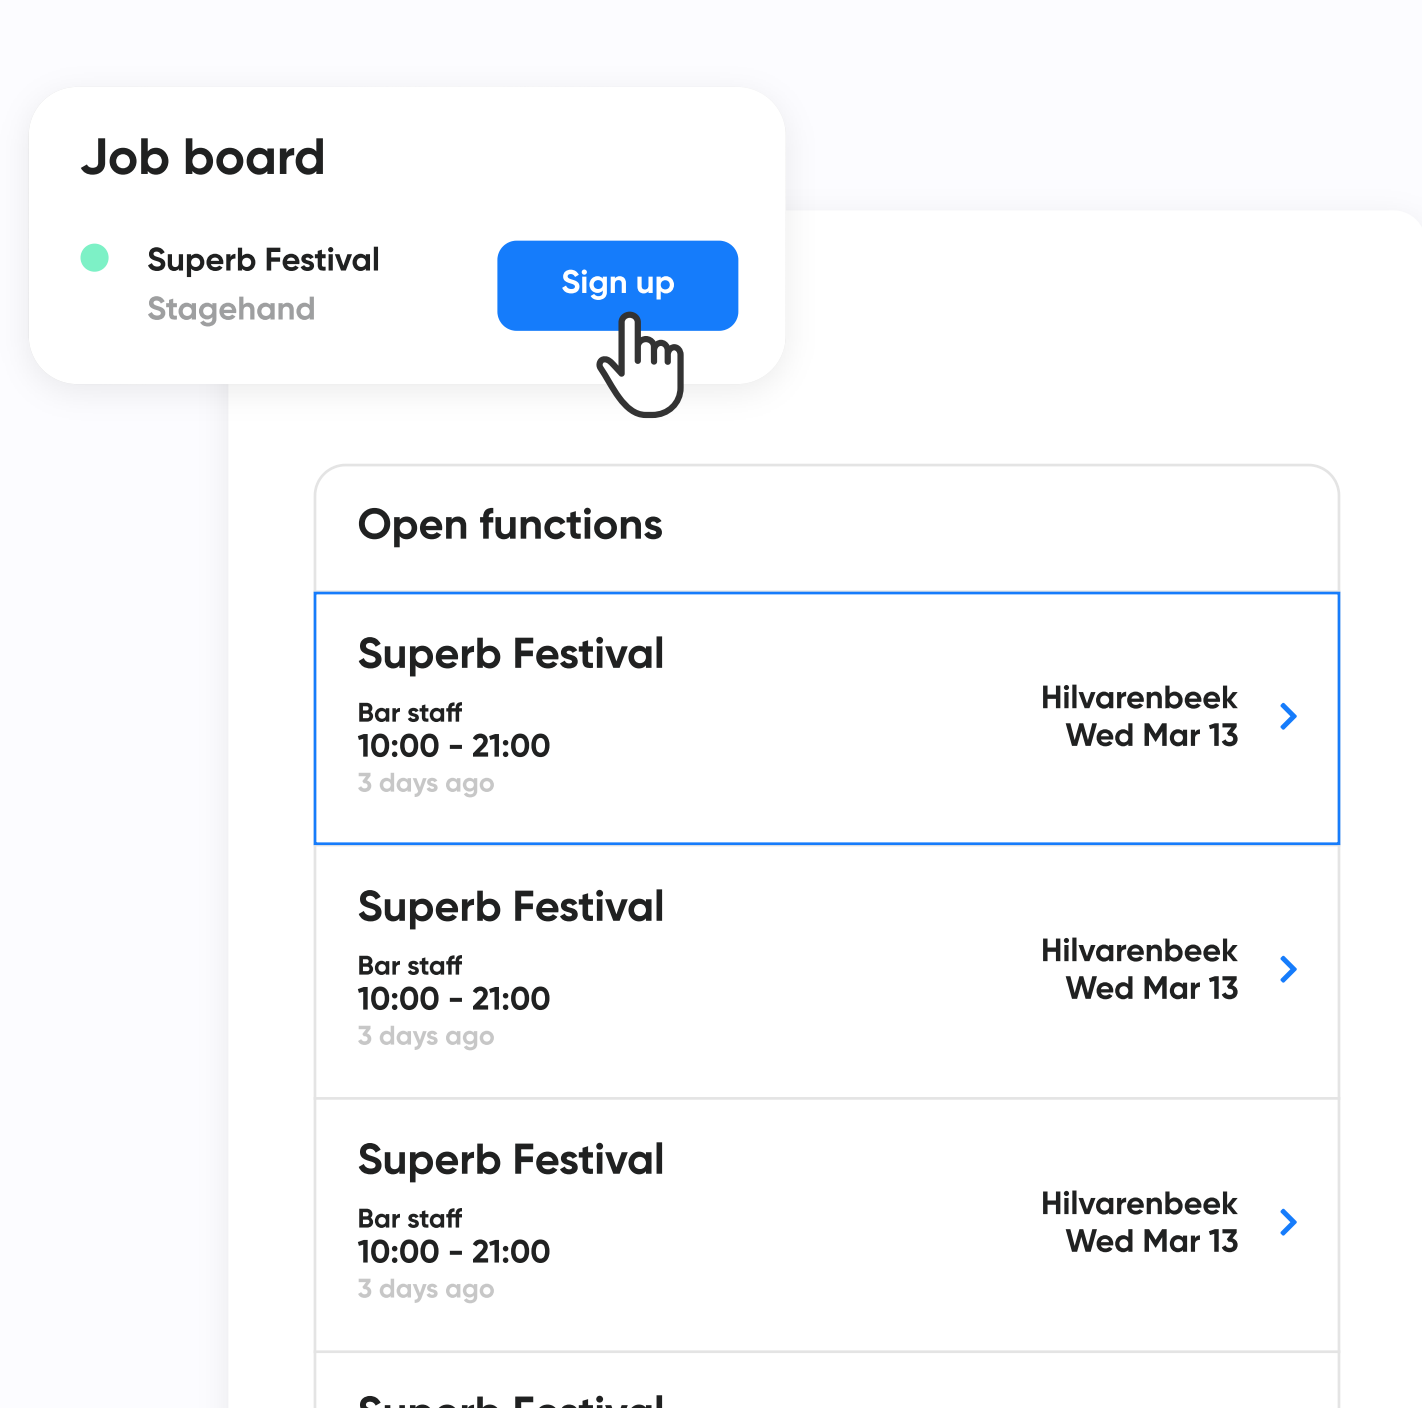 Job board
Superb Festival
Stagehand
Sign up
Open functions
Superb Festival
Bar staff
10:00 - 21:00
3 days ago
Hilvarenbeek
Wed Mar 13
Superb Festival
Bar staff
10:00 - 21:00
3 days ago
Hilvarenbeek
Wed Mar 13
Superb Festival
Bar staff
10:00 - 21:00
3 days ago
Hilvarenbeek
Wed Mar 13
Superb Festival